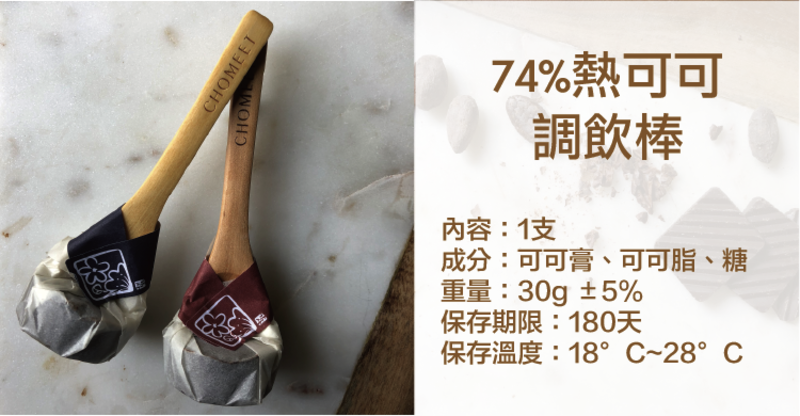 CHOMEET
CHOME
74%熱可可
調飲棒
內容：1支
成分：可可膏、可可脂、糖
重量：30g ±5%
保存期限：180天
保存溫度：18°C~28°C